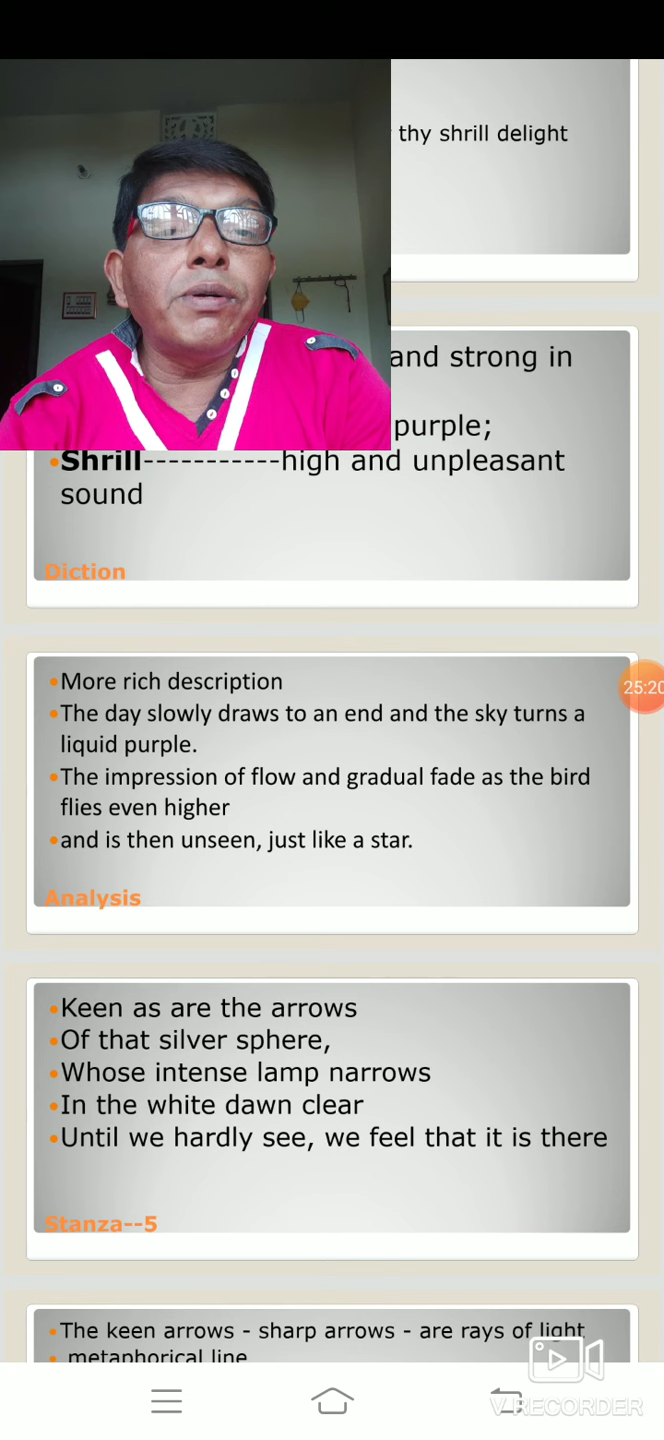 thy shrill delight
and strong in
purple;
•Shrill-----------high and unpleasant
sound
Diction
•More rich description
•The day slowly draws to an end and the sky turns a
liquid purple.
•The impression of flow and gradual fade as the bird
flies even higher
•and is then unseen, just like a star.
Analysis
25:20
•Keen as are the arrows
•Of that silver sphere,
•Whose intense lamp narrows
•In the white dawn clear
•Until we hardly see, we feel that it is there
Stanza--5
•The keen arrows - sharp arrows - are rays of light
• metaphorical line
V RECORDER